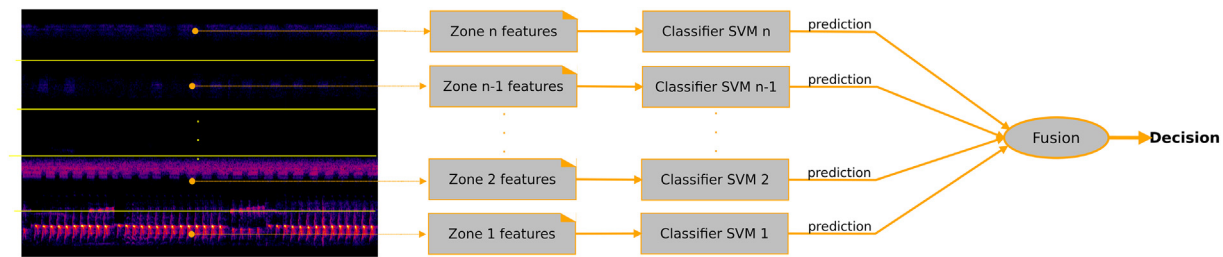 Zone n features
Classifier SVM n
prediction
Zone n-1 features
Classifier SVM n-1
prediction
Fusion
Decision
Zone 2 features
Classifier SVM 2
prediction
Zone 1 features
Classifier SVM 1
prediction